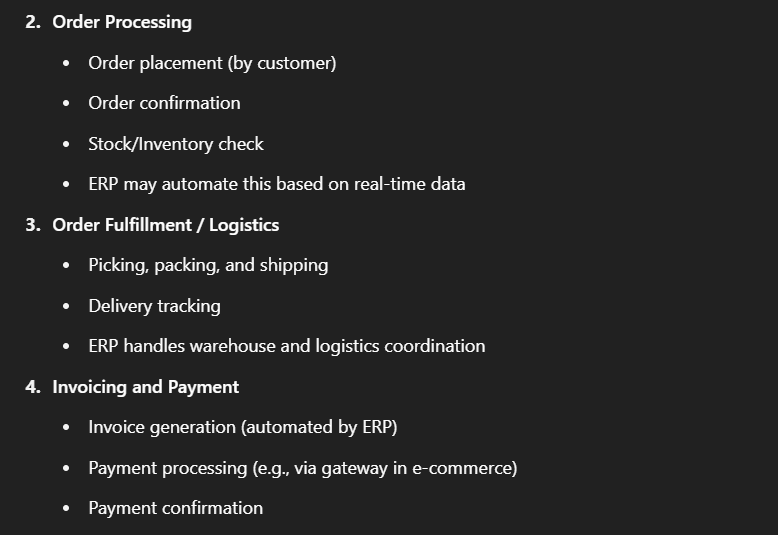 2. Order Processing
• Order placement (by customer)
• Order confirmation
• Stock/Inventory check
• ERP may automate this based on real-time data
3. Order Fulfillment / Logistics
• Picking, packing, and shipping
• Delivery tracking
• ERP handles warehouse and logistics coordination
4. Invoicing and Payment
• Invoice generation (automated by ERP)
• Payment processing (e.g., via gateway in e-commerce)
• Payment confirmation